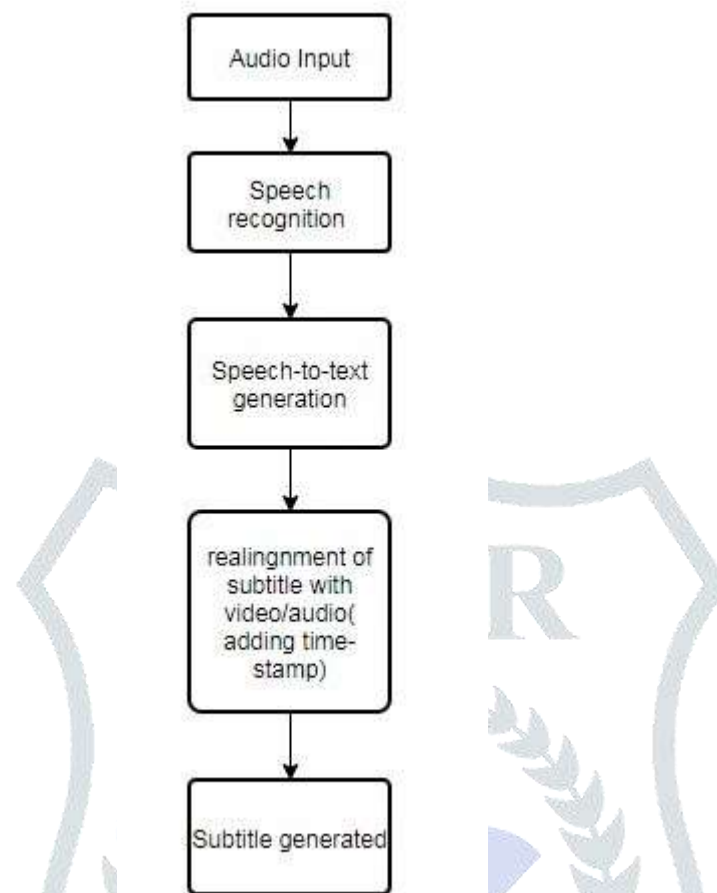 Audio Input
Speech
recognition
Speech-to-text
generation
realingnment of
subtitle with
video/audio(
adding time-
stamp)
R
Subtitle generated